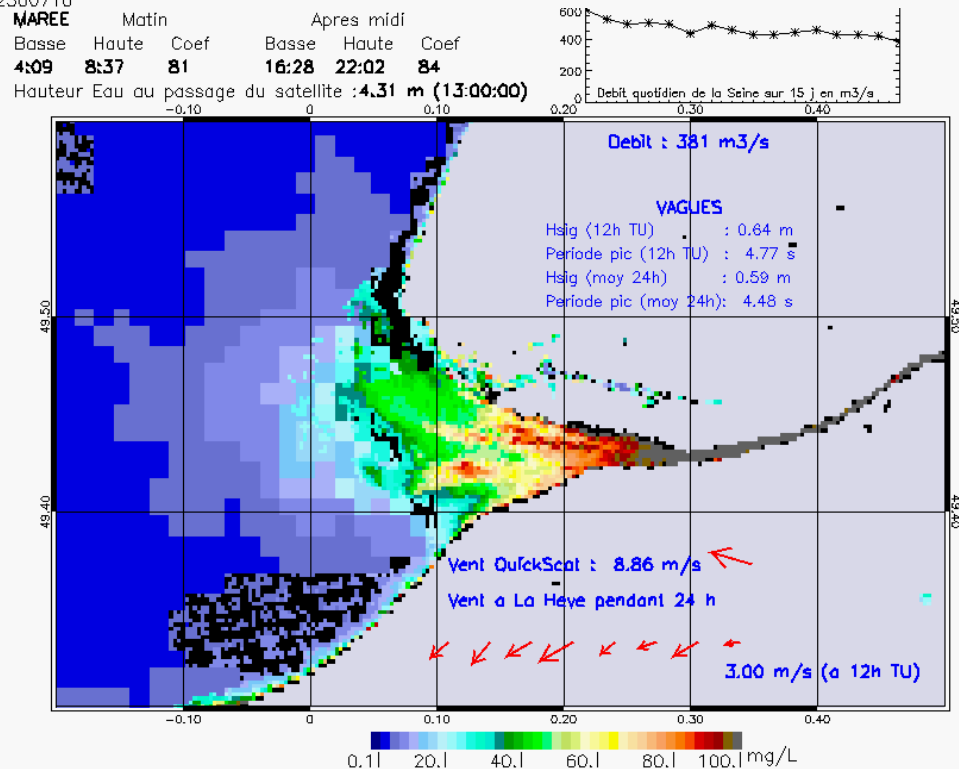 MAREE Matin Apres midi
Basse Haute Coef Basse Haute Coef
4:09 8:37 81 16:28 22:02 84
Hauteur Eau au passage du satellite :4.31 m (13:00:00)
600
400
200
0
Debit quotidien de la Seine sur 15 j en m3/s
-0.10 0 0.10 0.20 0.30 0.40
Debit : 381 m3/s
VAGUES
Hsig (12h TU) : 0.64 m
Periode pic (12h TU) : 4.77 s
Hsig (moy 24h) : 0.59 m
Periode pic (moy 24h): 4.48 s
49.50 49.50
49.40 49.40
Vent QuickScat : 8.86 m/s
Vent a La Heve pendant 24 h
3.00 m/s (a 12h TU)
-0.10 0 0.10 0.20 0.30 0.40
0.1| 20.| 40.| 60.| 80.| 100.| mg/L